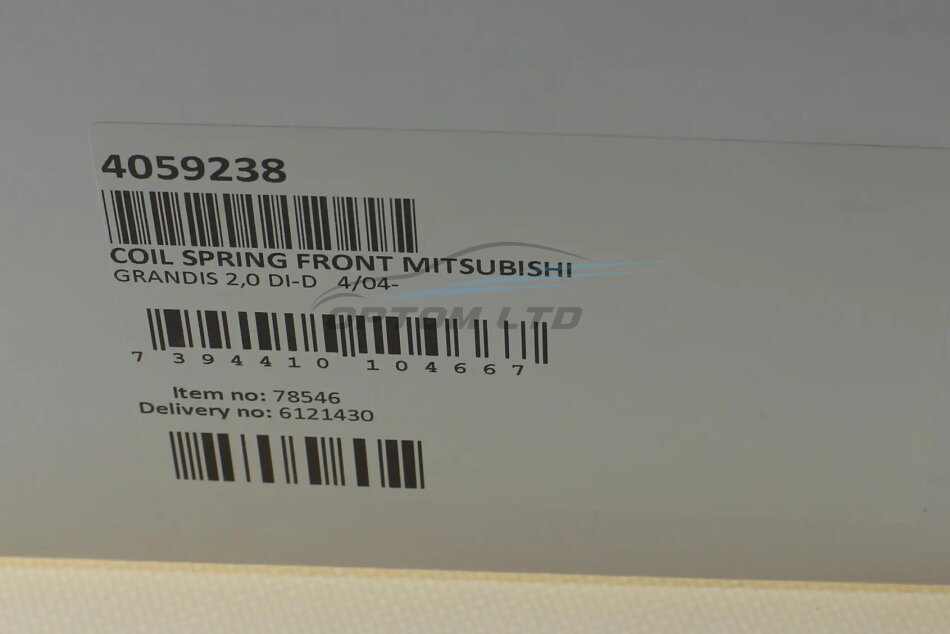 4059238
COIL SPRING FRONT MITSUBISHI
GRANDIS 2,0 DI-D 4/04-
OPTOM LTD
7 394410 104667
Item no: 78546
Delivery no: 6121430